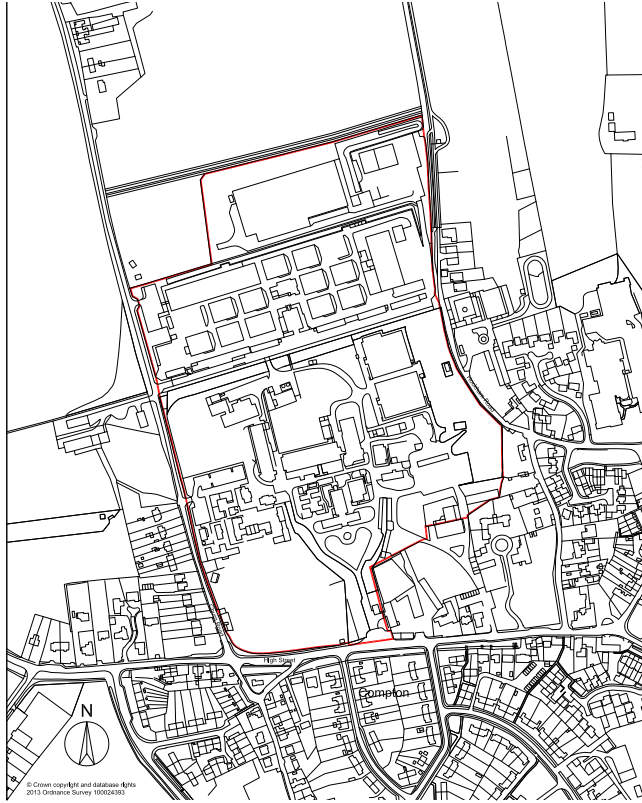 High Street
Compton
N
© Crown copyright and database rights
2013 Ordnance Survey 100024393